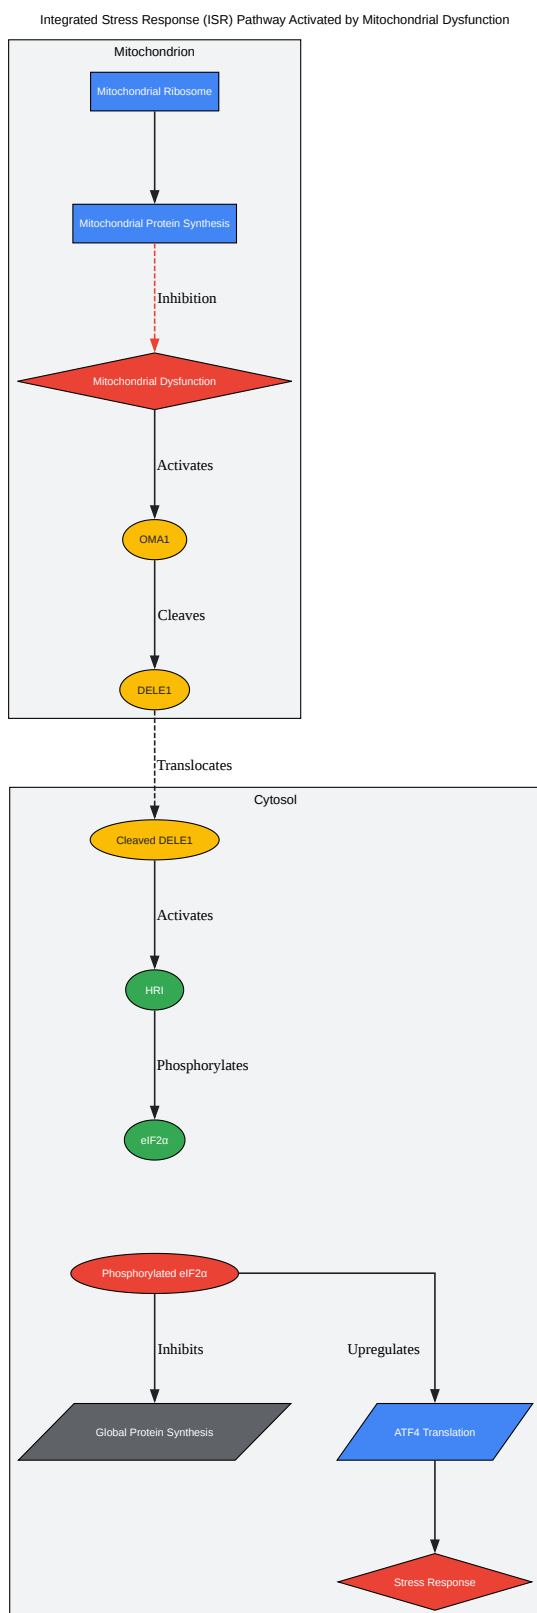 Integrated Stress Response (ISR) Pathway Activated by Mitochondrial Dysfunction
Mitochondrion
Mitochondrial Ribosome
Mitochondrial Protein Synthesis
Inhibition
Mitochondrial Dysfunction
Activates
OMA1
Cleaves
DELE1
Translocates
Cytosol
Cleaved DELE1
Activates
HRI
Phosphorylates
eIF2α
Phosphorylated eIF2α
Inhibits
Upregulates
Global Protein Synthesis
ATF4 Translation
Stress Response